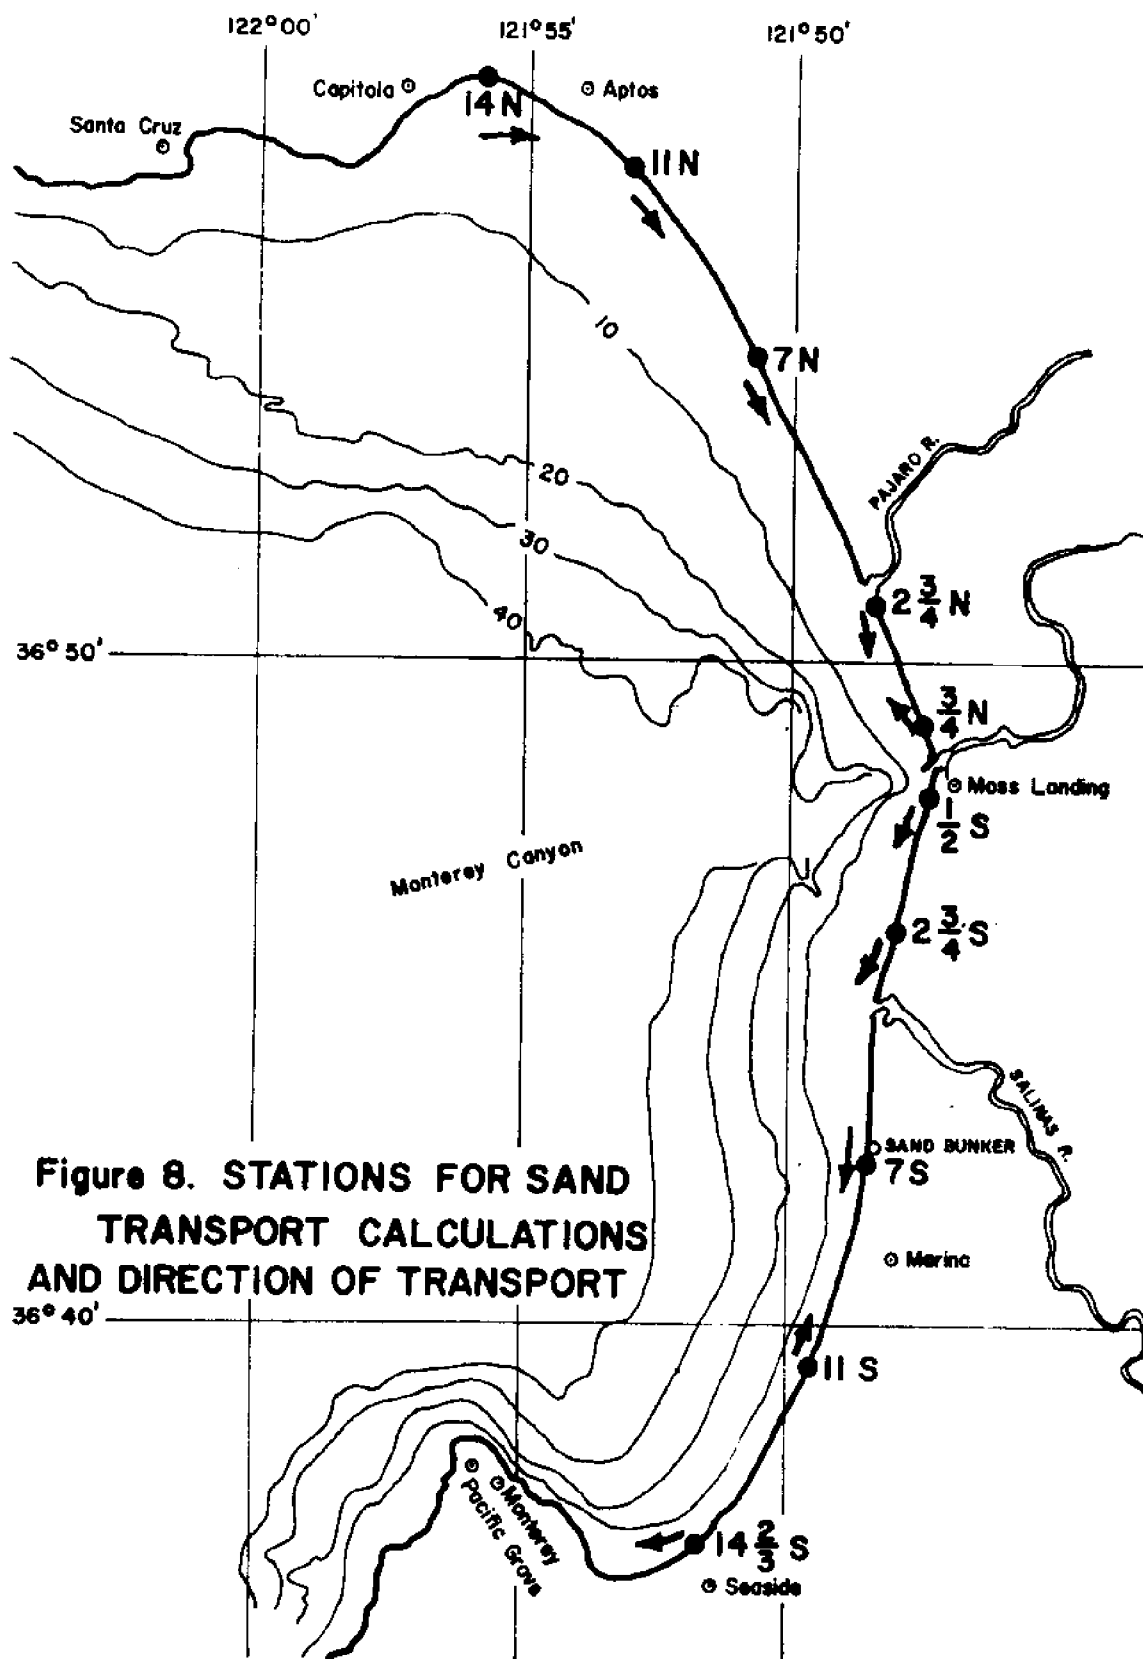 122° 00'
121° 55'
121° 50'
Capitola
Aptos
14 N
Santa Cruz
11 N
10
7 N
PAJARO R.
20
30
40
2 3/4 N
36° 50'
3/4 N
Moss Landing
1/2 S
Monterey Canyon
2 3/4 S
SALINAS R.
SAND BUNKER
7 S
Figure 8. STATIONS FOR SAND
TRANSPORT CALCULATIONS
AND DIRECTION OF TRANSPORT
Marina
36° 40'
11 S
Monterey
Pacific Grove
14 2/3 S
Seaside